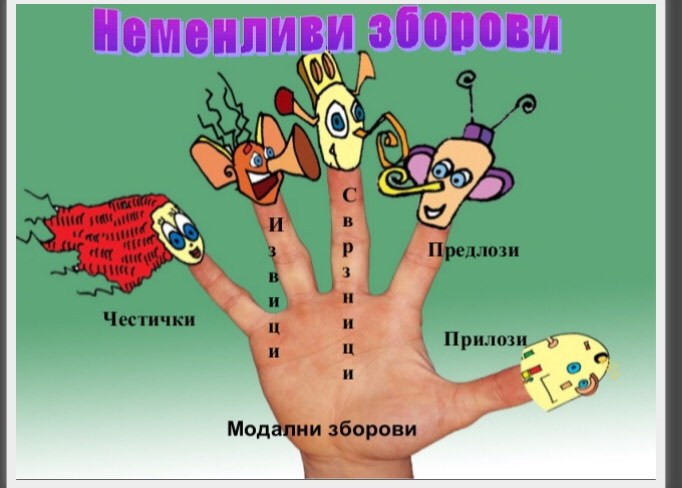 Неменливи зборови
Извици
Сврзници
Предлози
Честички
Прилози
Модални зборови